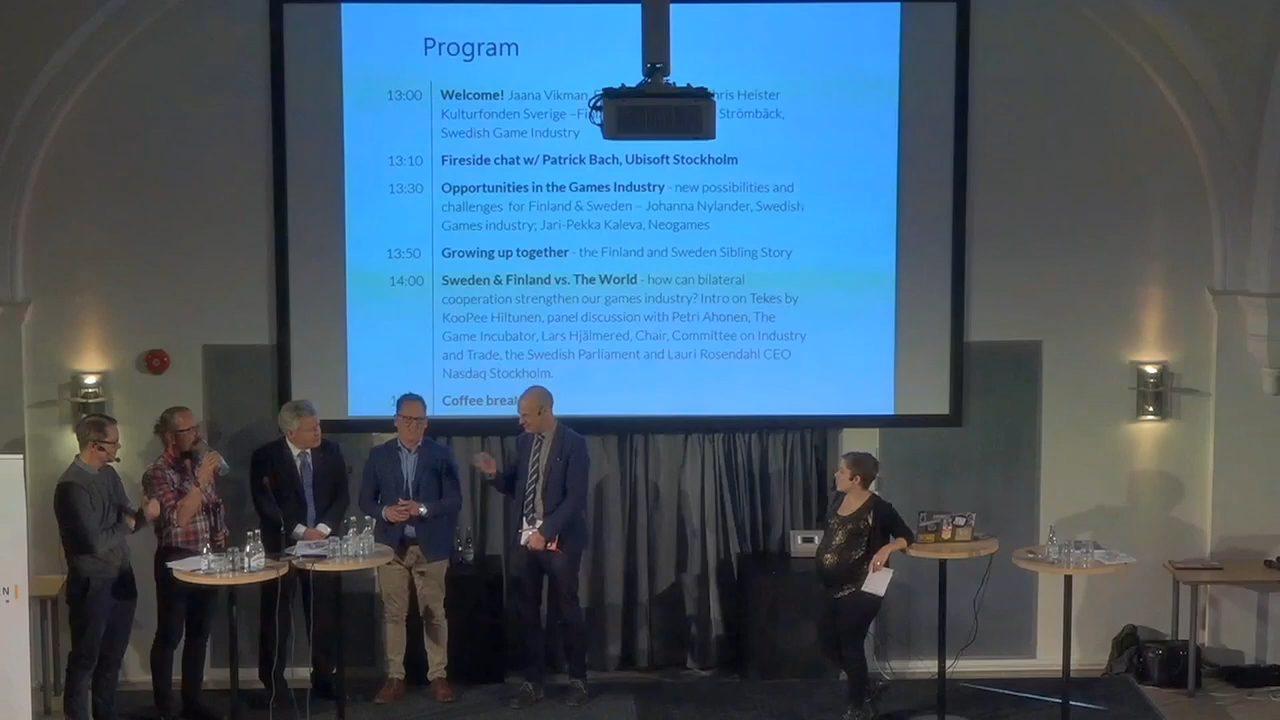 Program
13:00 Welcome! Jaana Vikman, hris Heister
Kulturfonden Sverige –Fin Strömbäck,
Swedish Game Industry
13:10 Fireside chat w/ Patrick Bach, Ubisoft Stockholm
13:30 Opportunities in the Games Industry - new possibilities and
challenges for Finland & Sweden – Johanna Nylander, Swedish
Games industry; Jari-Pekka Kaleva, Neogames
13:50 Growing up together - the Finland and Sweden Sibling Story
14:00 Sweden & Finland vs. The World - how can bilateral
cooperation strengthen our games industry? Intro on Tekes by
KooPee Hiltunen, panel discussion with Petri Ahonen, The
Game Incubator, Lars Hjälmered, Chair, Committee on Industry
and Trade, the Swedish Parliament and Lauri Rosendahl CEO
Nasdaq Stockholm.
Coffee break
N